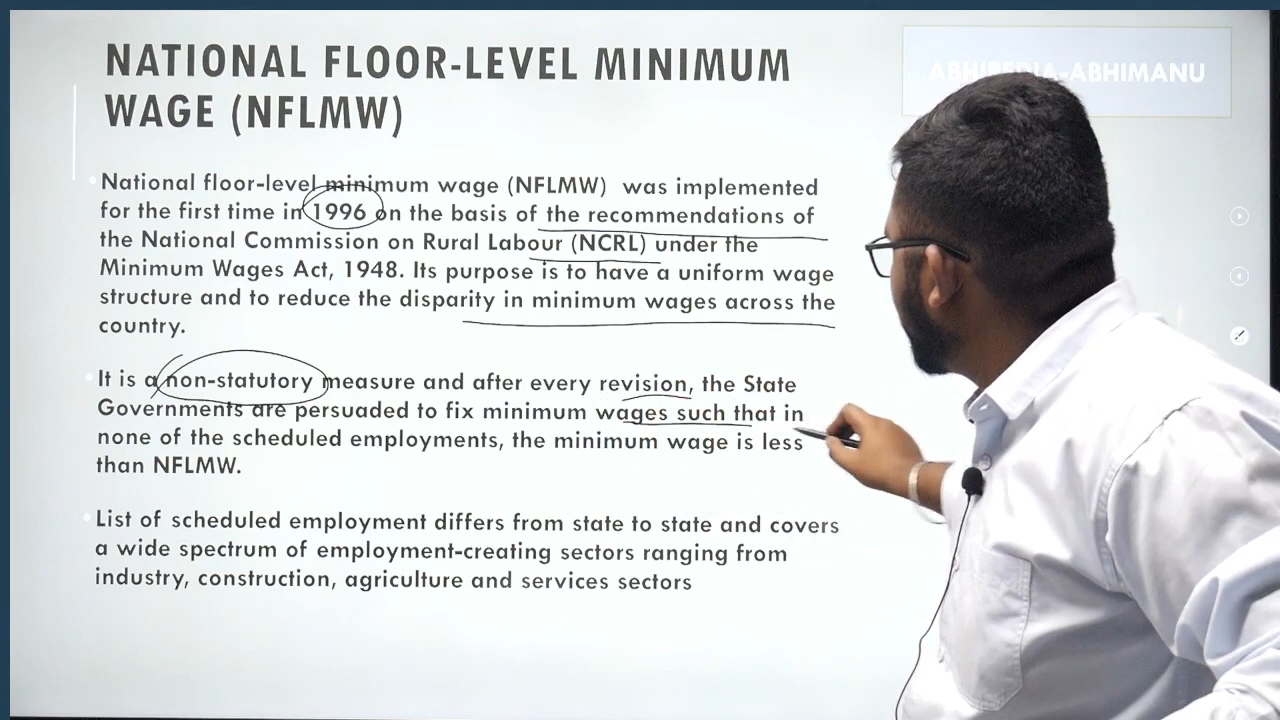 NATIONAL FLOOR-LEVEL MINIMUM
WAGE (NFLMW)
ABHIPEDIA-ABHIMANU
National floor-level minimum wage (NFLMW) was implemented
for the first time in 1996 on the basis of the recommendations of
the National Commission on Rural Labour (NCRL) under the
Minimum Wages Act, 1948. Its purpose is to have a uniform wage
structure and to reduce the disparity in minimum wages across the
country.
It is a non-statutory measure and after every revision, the State
Governments are persuaded to fix minimum wages such that in
none of the scheduled employments, the minimum wage is less
than NFLMW.
List of scheduled employment differs from state to state and covers
a wide spectrum of employment-creating sectors ranging from
industry, construction, agriculture and services sectors